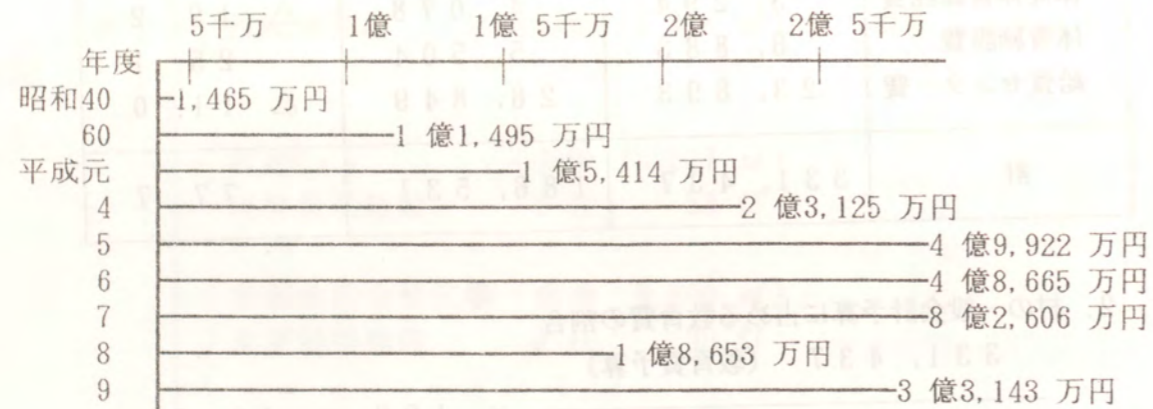 5千万 1億 1億 5千万 2億 2億 5千万
年度
昭和40 1,465 万円
60 1 億1,495 万円
平成元 1 億5,414 万円
4 2 億3,125 万円
5 4 億9,922 万円
6 4 億8,665 万円
7 8 億2,606 万円
8 1 億8,653 万円
9 3 億3,143 万円